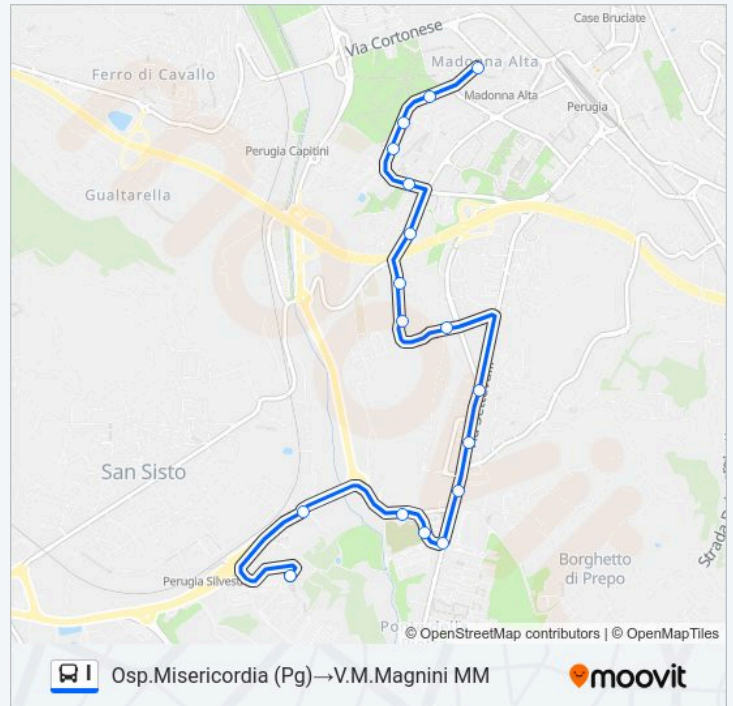 Case Bruciate
Via Cortonese
Madonna Alta
Ferro di Cavallo
Madonna Alta
Perugia
Perugia Capitini
Gualtarella
San Sisto
Borghetto
di Prepo
Perugia Silvest
© OpenStreetMap contributors | © OpenMapTiles
I Osp.Misericordia (Pg)→V.M.Magnini MM
moovit